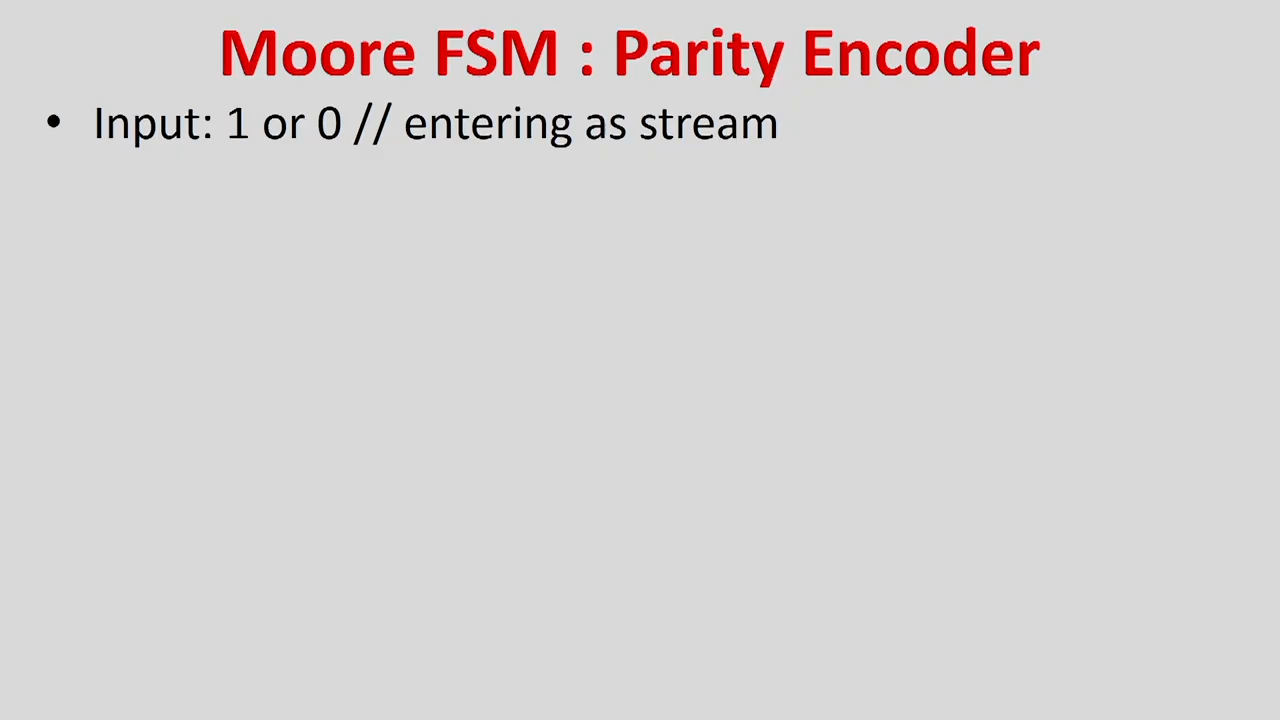 Moore FSM : Parity Encoder
• Input: 1 or 0 // entering as stream